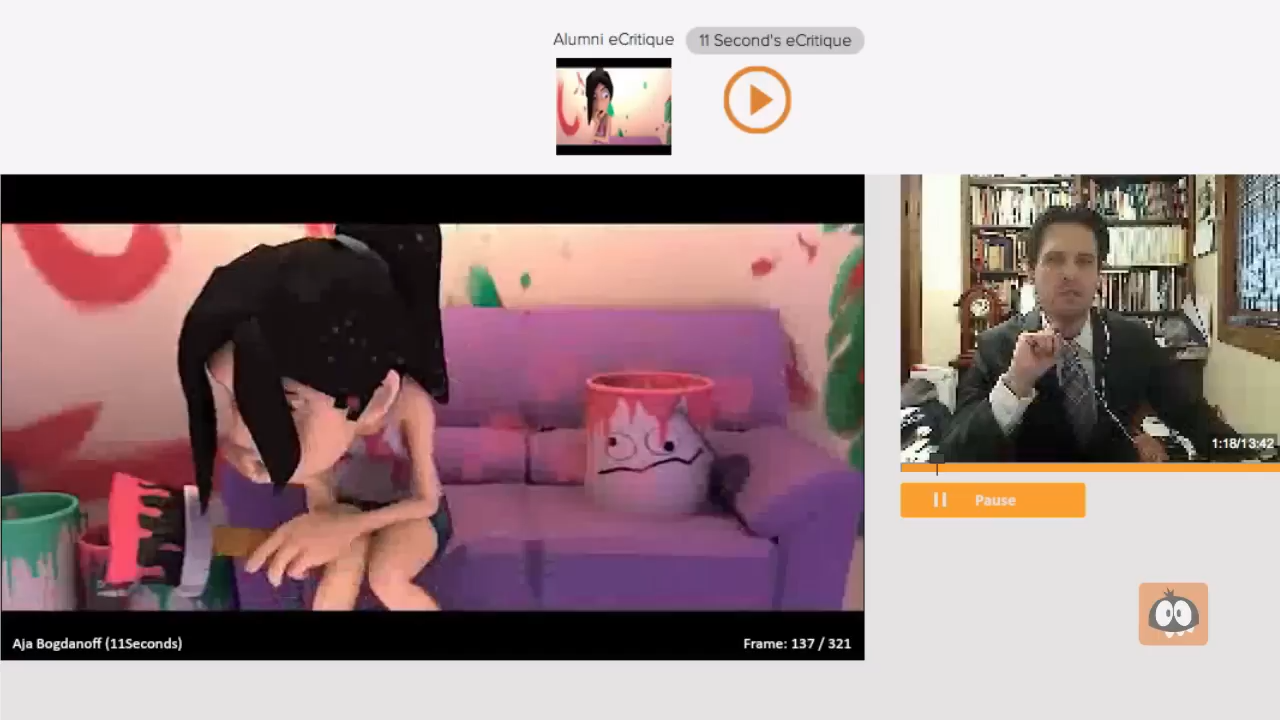 Alumni eCritique
11 Second's eCritique
1:18/13:42
Pause
Aja Bogdanoff (11Seconds)
Frame: 137 / 321